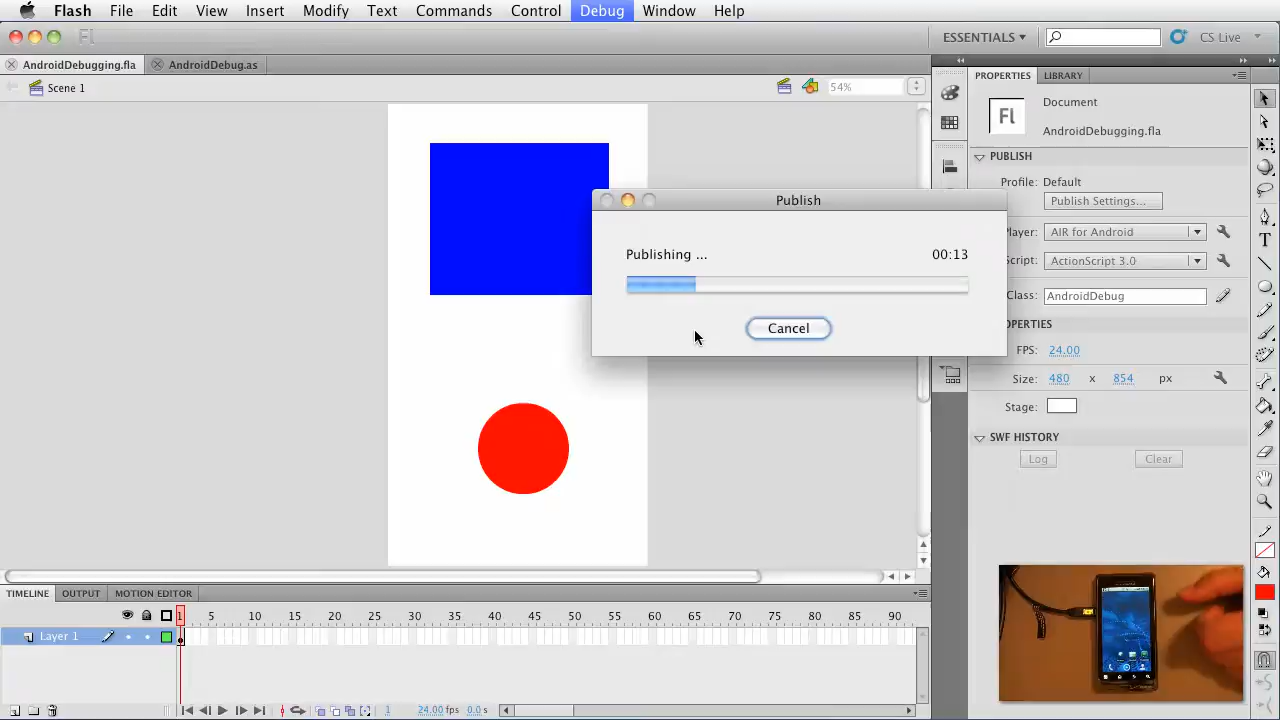 Flash File Edit View Insert Modify Text Commands Control Debug Window Help
Fl ESSENTIALS CS Live
AndroidDebugging.fla AndroidDebug.as
Scene 1 54%
PROPERTIES LIBRARY
Fl Document
AndroidDebugging.fla
PUBLISH
Profile: Default
Publish Settings...
layer: AIR for Android
Script: ActionScript 3.0
Class: AndroidDebug
OPERTIES
FPS: 24.00
Size: 480 x 854 px
Stage:
SWF HISTORY
Log Clear
Publish
Publishing ... 00:13
Cancel
TIMELINE OUTPUT MOTION EDITOR
1 5 10 15 20 25 30 35 40 45 50 55 60 65 70 75 80 85 90
Layer 1
1 24.00 fps 0.0 s